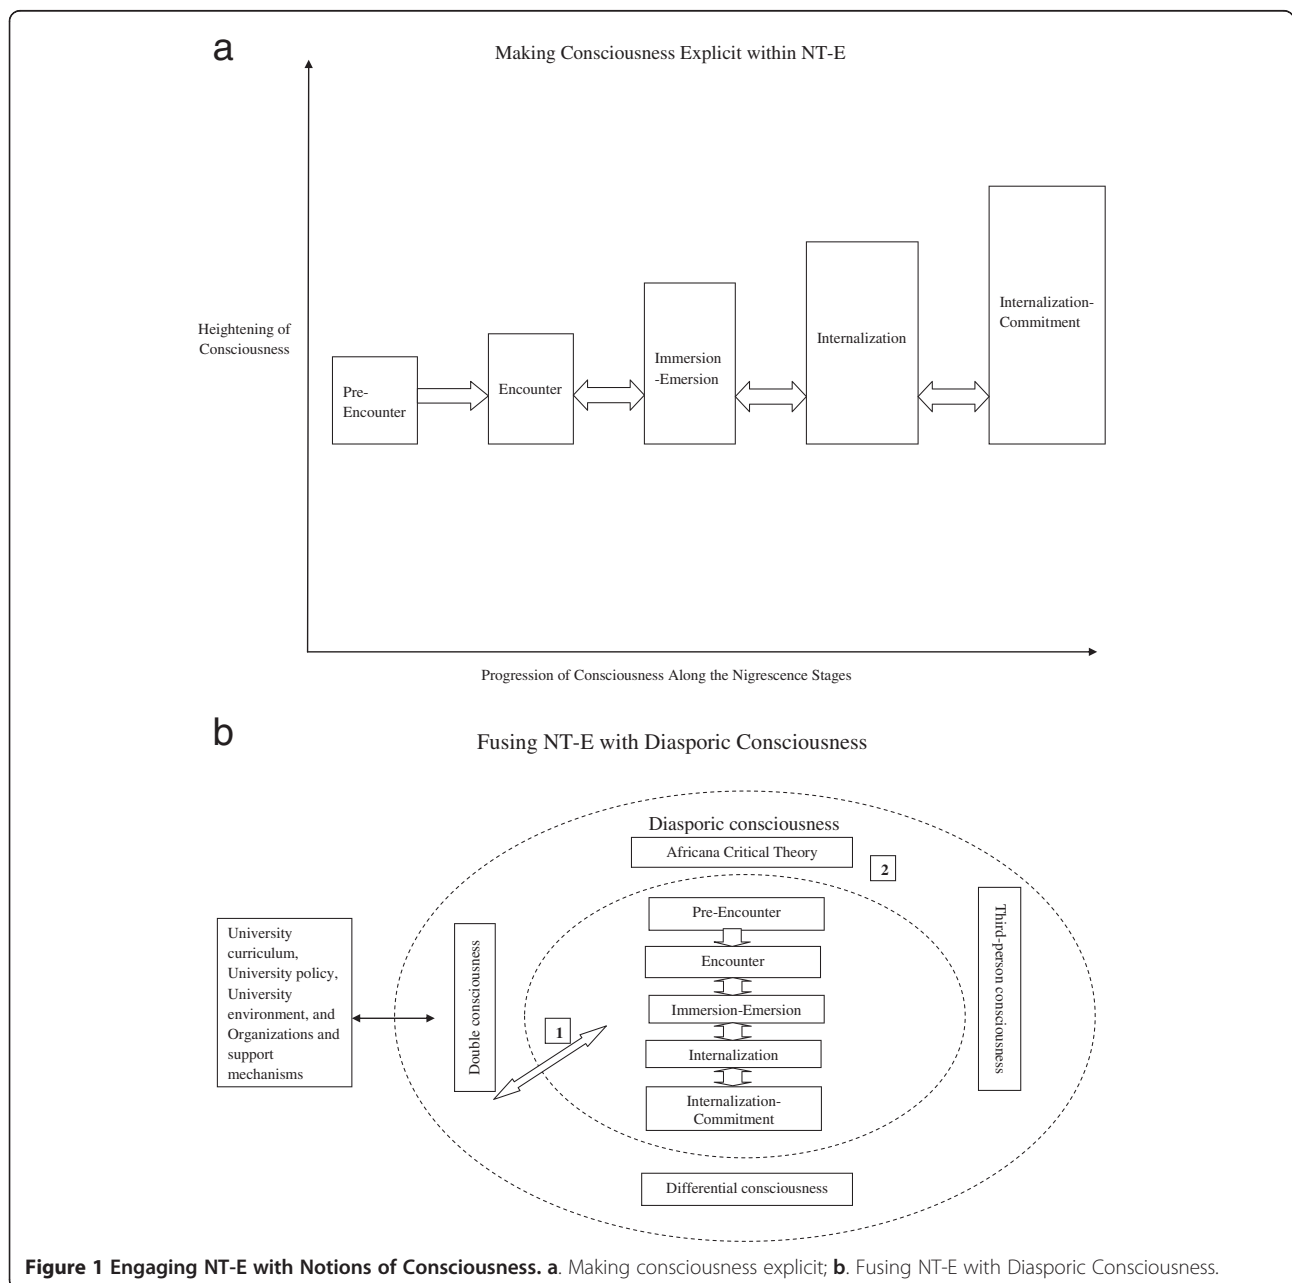 a
Making Consciousness Explicit within NT-E
Heightening of
Consciousness
Pre-
Encounter
Encounter
Immersion
-Emersion
Internalization
Internalization-
Commitment
Progression of Consciousness Along the Nigrescence Stages
b
Fusing NT-E with Diasporic Consciousness
Diasporic consciousness
Africana Critical Theory
2
Pre-Encounter
Encounter
Immersion-Emersion
Internalization
Internalization-
Commitment
University
curriculum,
University policy,
University
environment, and
Organizations and
support
mechanisms
Double consciousness
1
Third-person consciousness
Differential consciousness
Figure 1 Engaging NT-E with Notions of Consciousness. a. Making consciousness explicit; b. Fusing NT-E with Diasporic Consciousness.